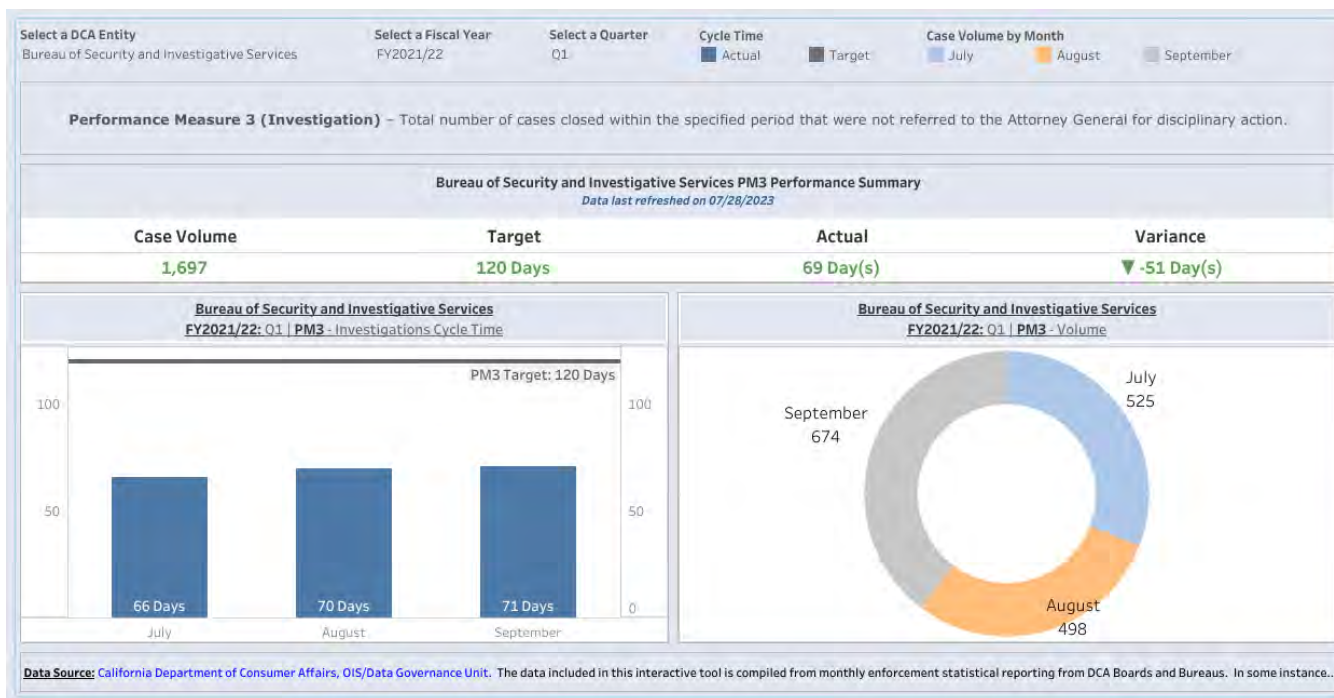 Select a DCA Entity
Select a Fiscal Year
Select a Quarter
Cycle Time
Case Volume by Month
Bureau of Security and Investigative Services
FY2021/22
Q1
Actual
Target
July
August
September
Performance Measure 3 (Investigation) – Total number of cases closed within the specified period that were not referred to the Attorney General for disciplinary action.
Bureau of Security and Investigative Services PM3 Performance Summary
Data last refreshed on 07/28/2023
Case Volume
Target
Actual
Variance
1,697
120 Days
69 Day(s)
▼ -51 Day(s)
Bureau of Security and Investigative Services
FY2021/22: Q1 | PM3 - Investigations Cycle Time
PM3 Target: 120 Days
100
100
50
50
0
66 Days
70 Days
71 Days
July
August
September
Bureau of Security and Investigative Services
FY2021/22: Q1 | PM3 - Volume
July
525
September
674
August
498
Data Source: California Department of Consumer Affairs, OIS/Data Governance Unit. The data included in this interactive tool is compiled from monthly enforcement statistical reporting from DCA Boards and Bureaus. In some instance..